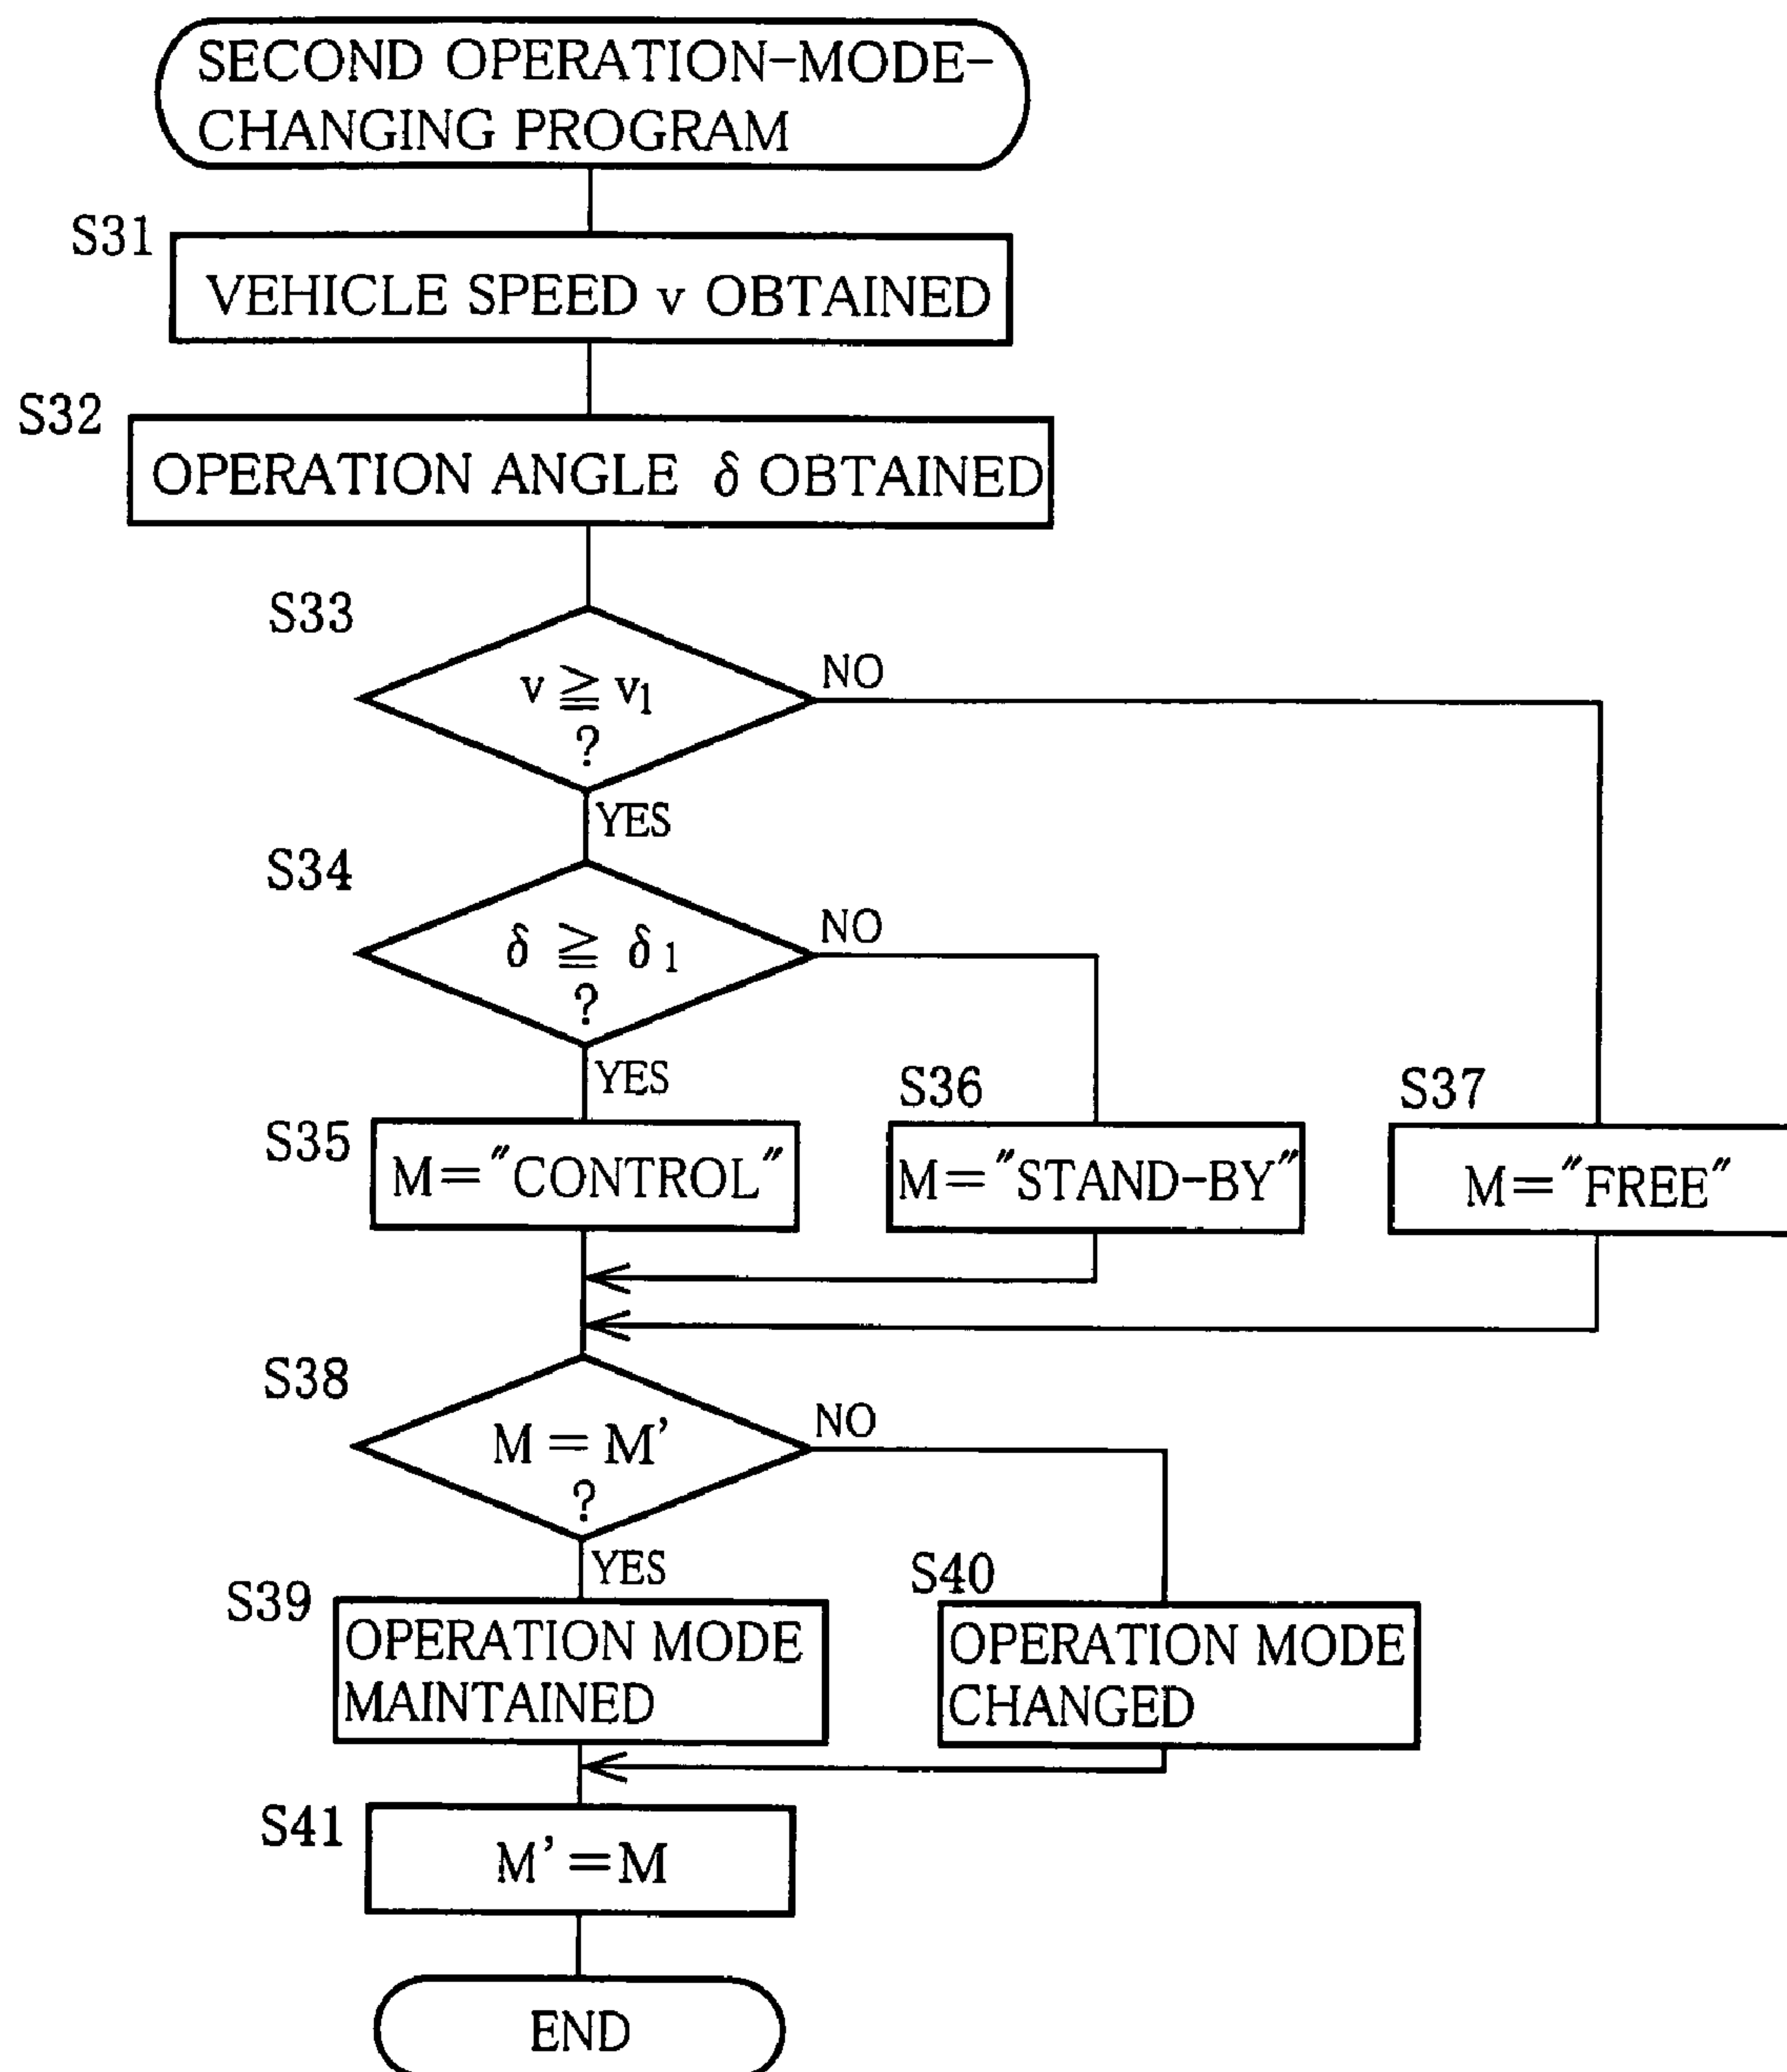 SECOND OPERATION-MODE-
CHANGING PROGRAM
S31
VEHICLE SPEED v OBTAINED
S32
OPERATION ANGLE δ OBTAINED
S33
v ≧ v1
?
NO
YES
S34
δ ≧ δ1
?
NO
YES
S35
M="CONTROL"
S36
M="STAND-BY"
S37
M="FREE"
S38
M=M'
?
NO
YES
S39
OPERATION MODE
MAINTAINED
S40
OPERATION MODE
CHANGED
S41
M'=M
END